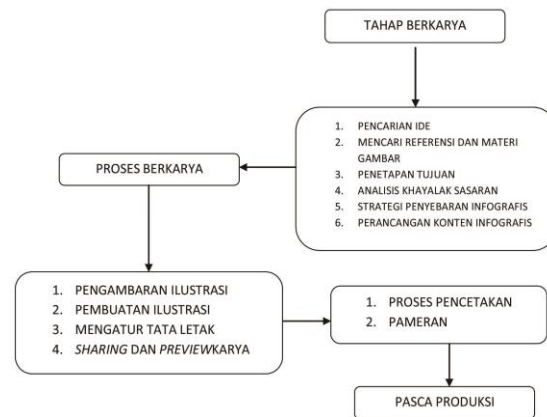 TAHAP BERKARYA
1. PENCARIAN IDE
2. MENCARI REFERENSI DAN MATERI
GAMBAR
3. PENETAPAN TUJUAN
4. ANALISIS KHAYALAK SASARAN
5. STRATEGI PENYEBARAN INFOGRAFIS
6. PERANCANGAN KONTEN INFOGRAFIS
PROSES BERKARYA
1. PENGAMBARAN ILUSTRASI
2. PEMBUATAN ILUSTRASI
3. MENGATUR TATA LETAK
4. SHARING DAN PREVIEWKARYA
1. PROSES PENCETAKAN
2. PAMERAN
PASCA PRODUKSI